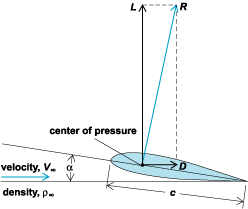 L
R
center of pressure
velocity, V∞
α
D
density, ρ∞
c